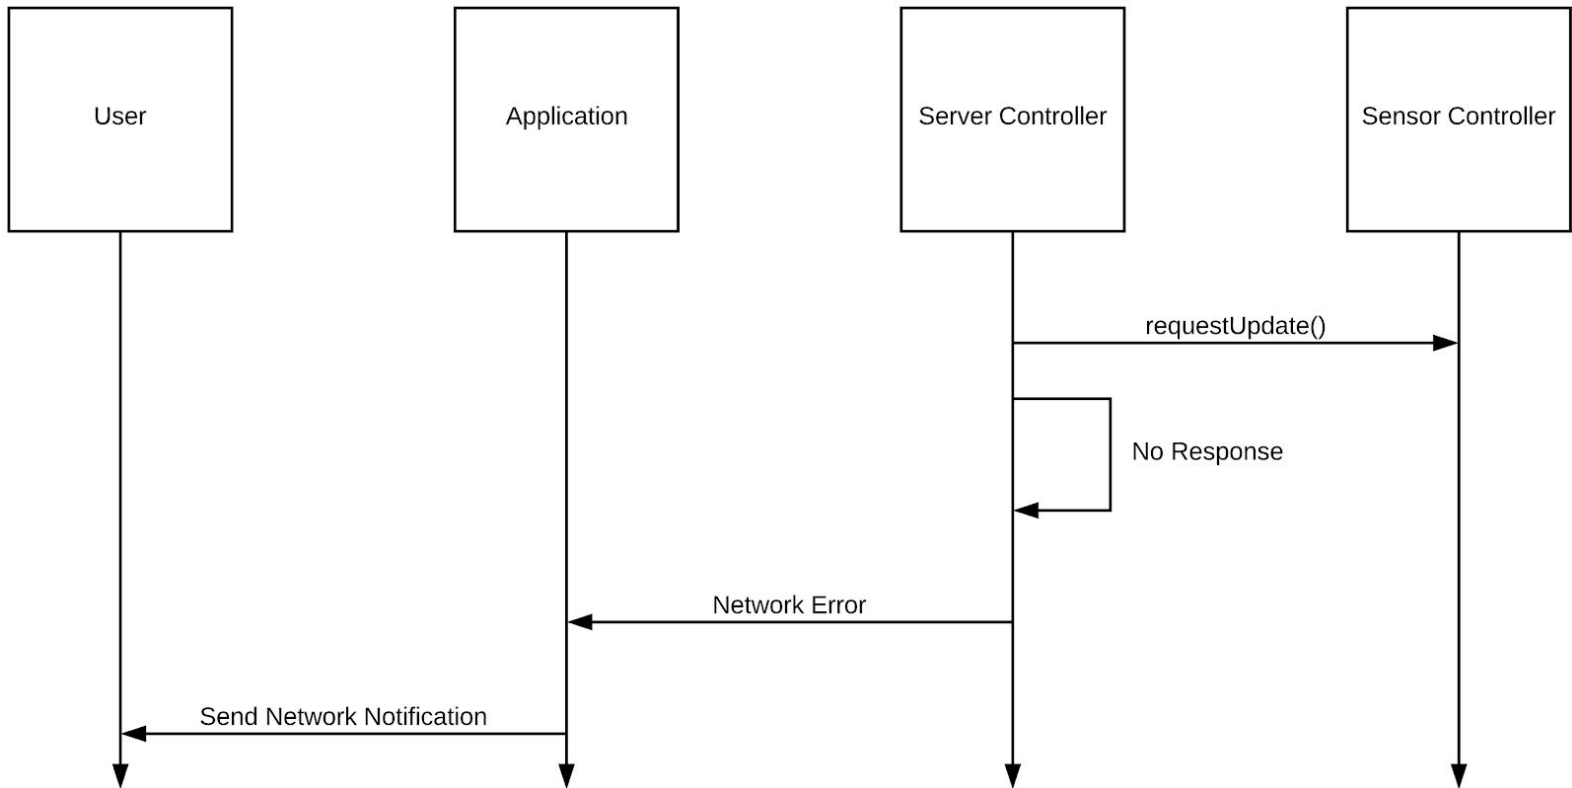 User
Application
Server Controller
Sensor Controller
requestUpdate()
No Response
Network Error
Send Network Notification